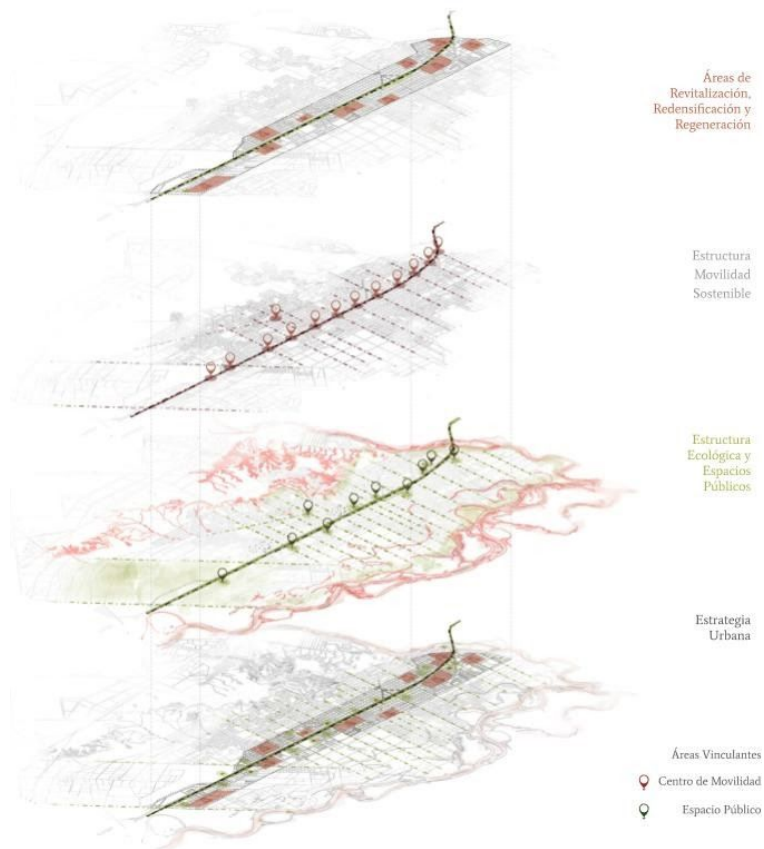 Áreas de
Revitalización,
Redensificación y
Regeneración
Estructura
Movilidad
Sostenible
Estructura
Ecológica y
Espacios
Públicos
Estrategia
Urbana
Áreas Vinculantes
Centro de Movilidad
Espacio Público